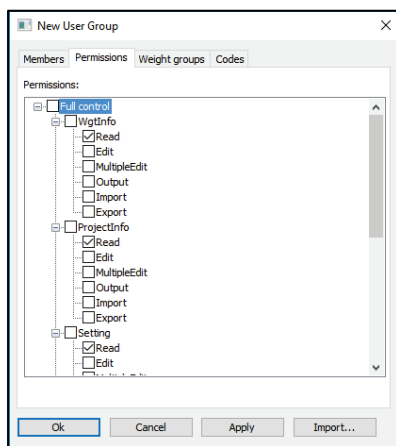 New User Group
Members Permissions Weight groups Codes
Permissions:
Full control
WgtInfo
Read
Edit
MultipleEdit
Output
Import
Export
ProjectInfo
Read
Edit
MultipleEdit
Output
Import
Export
Setting
Read
Edit
Ok Cancel Apply Import...